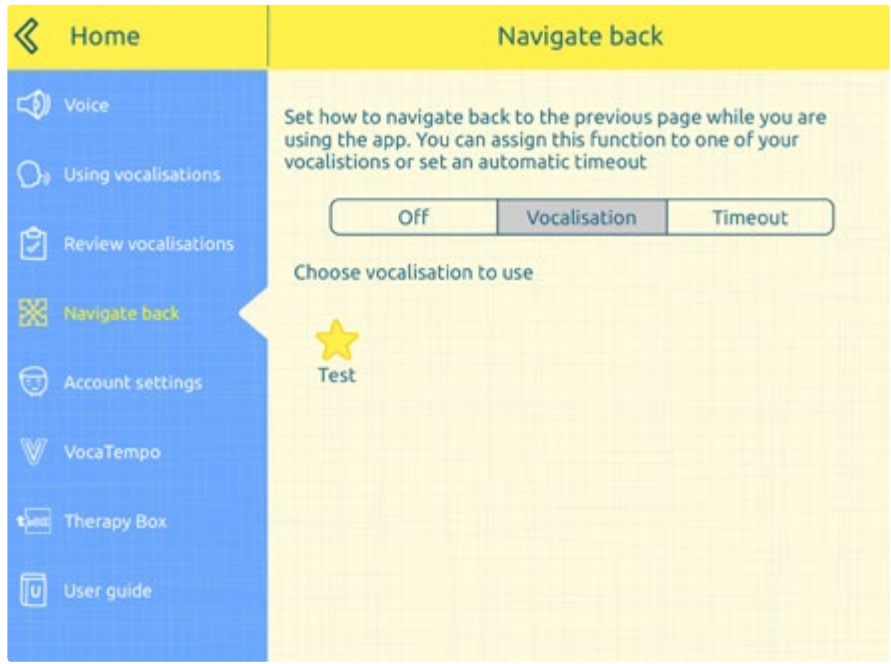 Home
Navigate back
Voice
Using vocalisations
Review vocalisations
Navigate back
Account settings
VocaTempo
Therapy Box
User guide
Set how to navigate back to the previous page while you are
using the app. You can assign this function to one of your
vocalistions or set an automatic timeout
Off Vocalisation Timeout
Choose vocalisation to use
Test